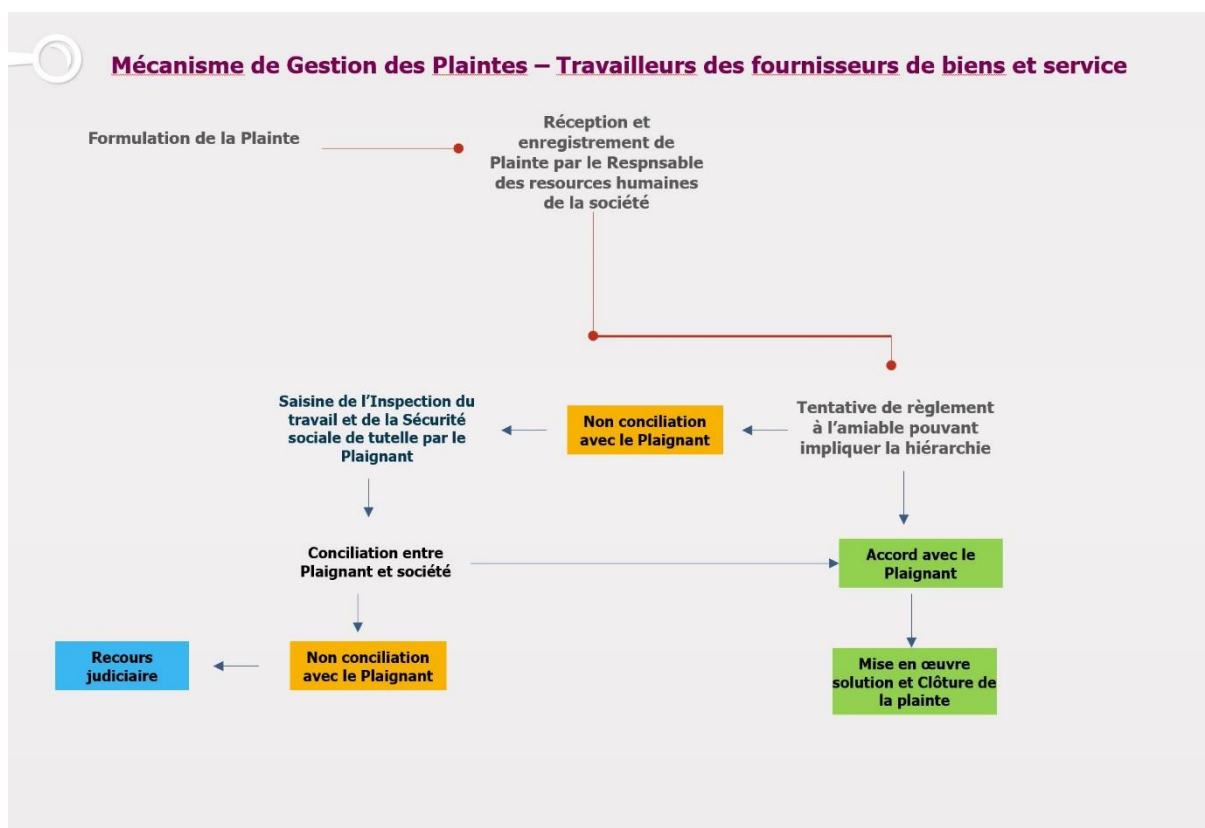 Mécanisme de Gestion des Plaintes – Travailleurs des fournisseurs de biens et service
Formulation de la Plainte
Réception et
enregistrement de
Plainte par le Respnsable
des resources humaines
de la société
Saisine de l’Inspection du
travail et de la Sécurité
sociale de tutelle par le
Plaignant
Non conciliation
avec le Plaignant
Tentative de règlement
à l’amiable pouvant
impliquer la hiérarchie
Conciliation entre
Plaignant et société
Accord avec le
Plaignant
Recours
judiciaire
Non conciliation
avec le Plaignant
Mise en œuvre
solution et Clôture de
la plainte